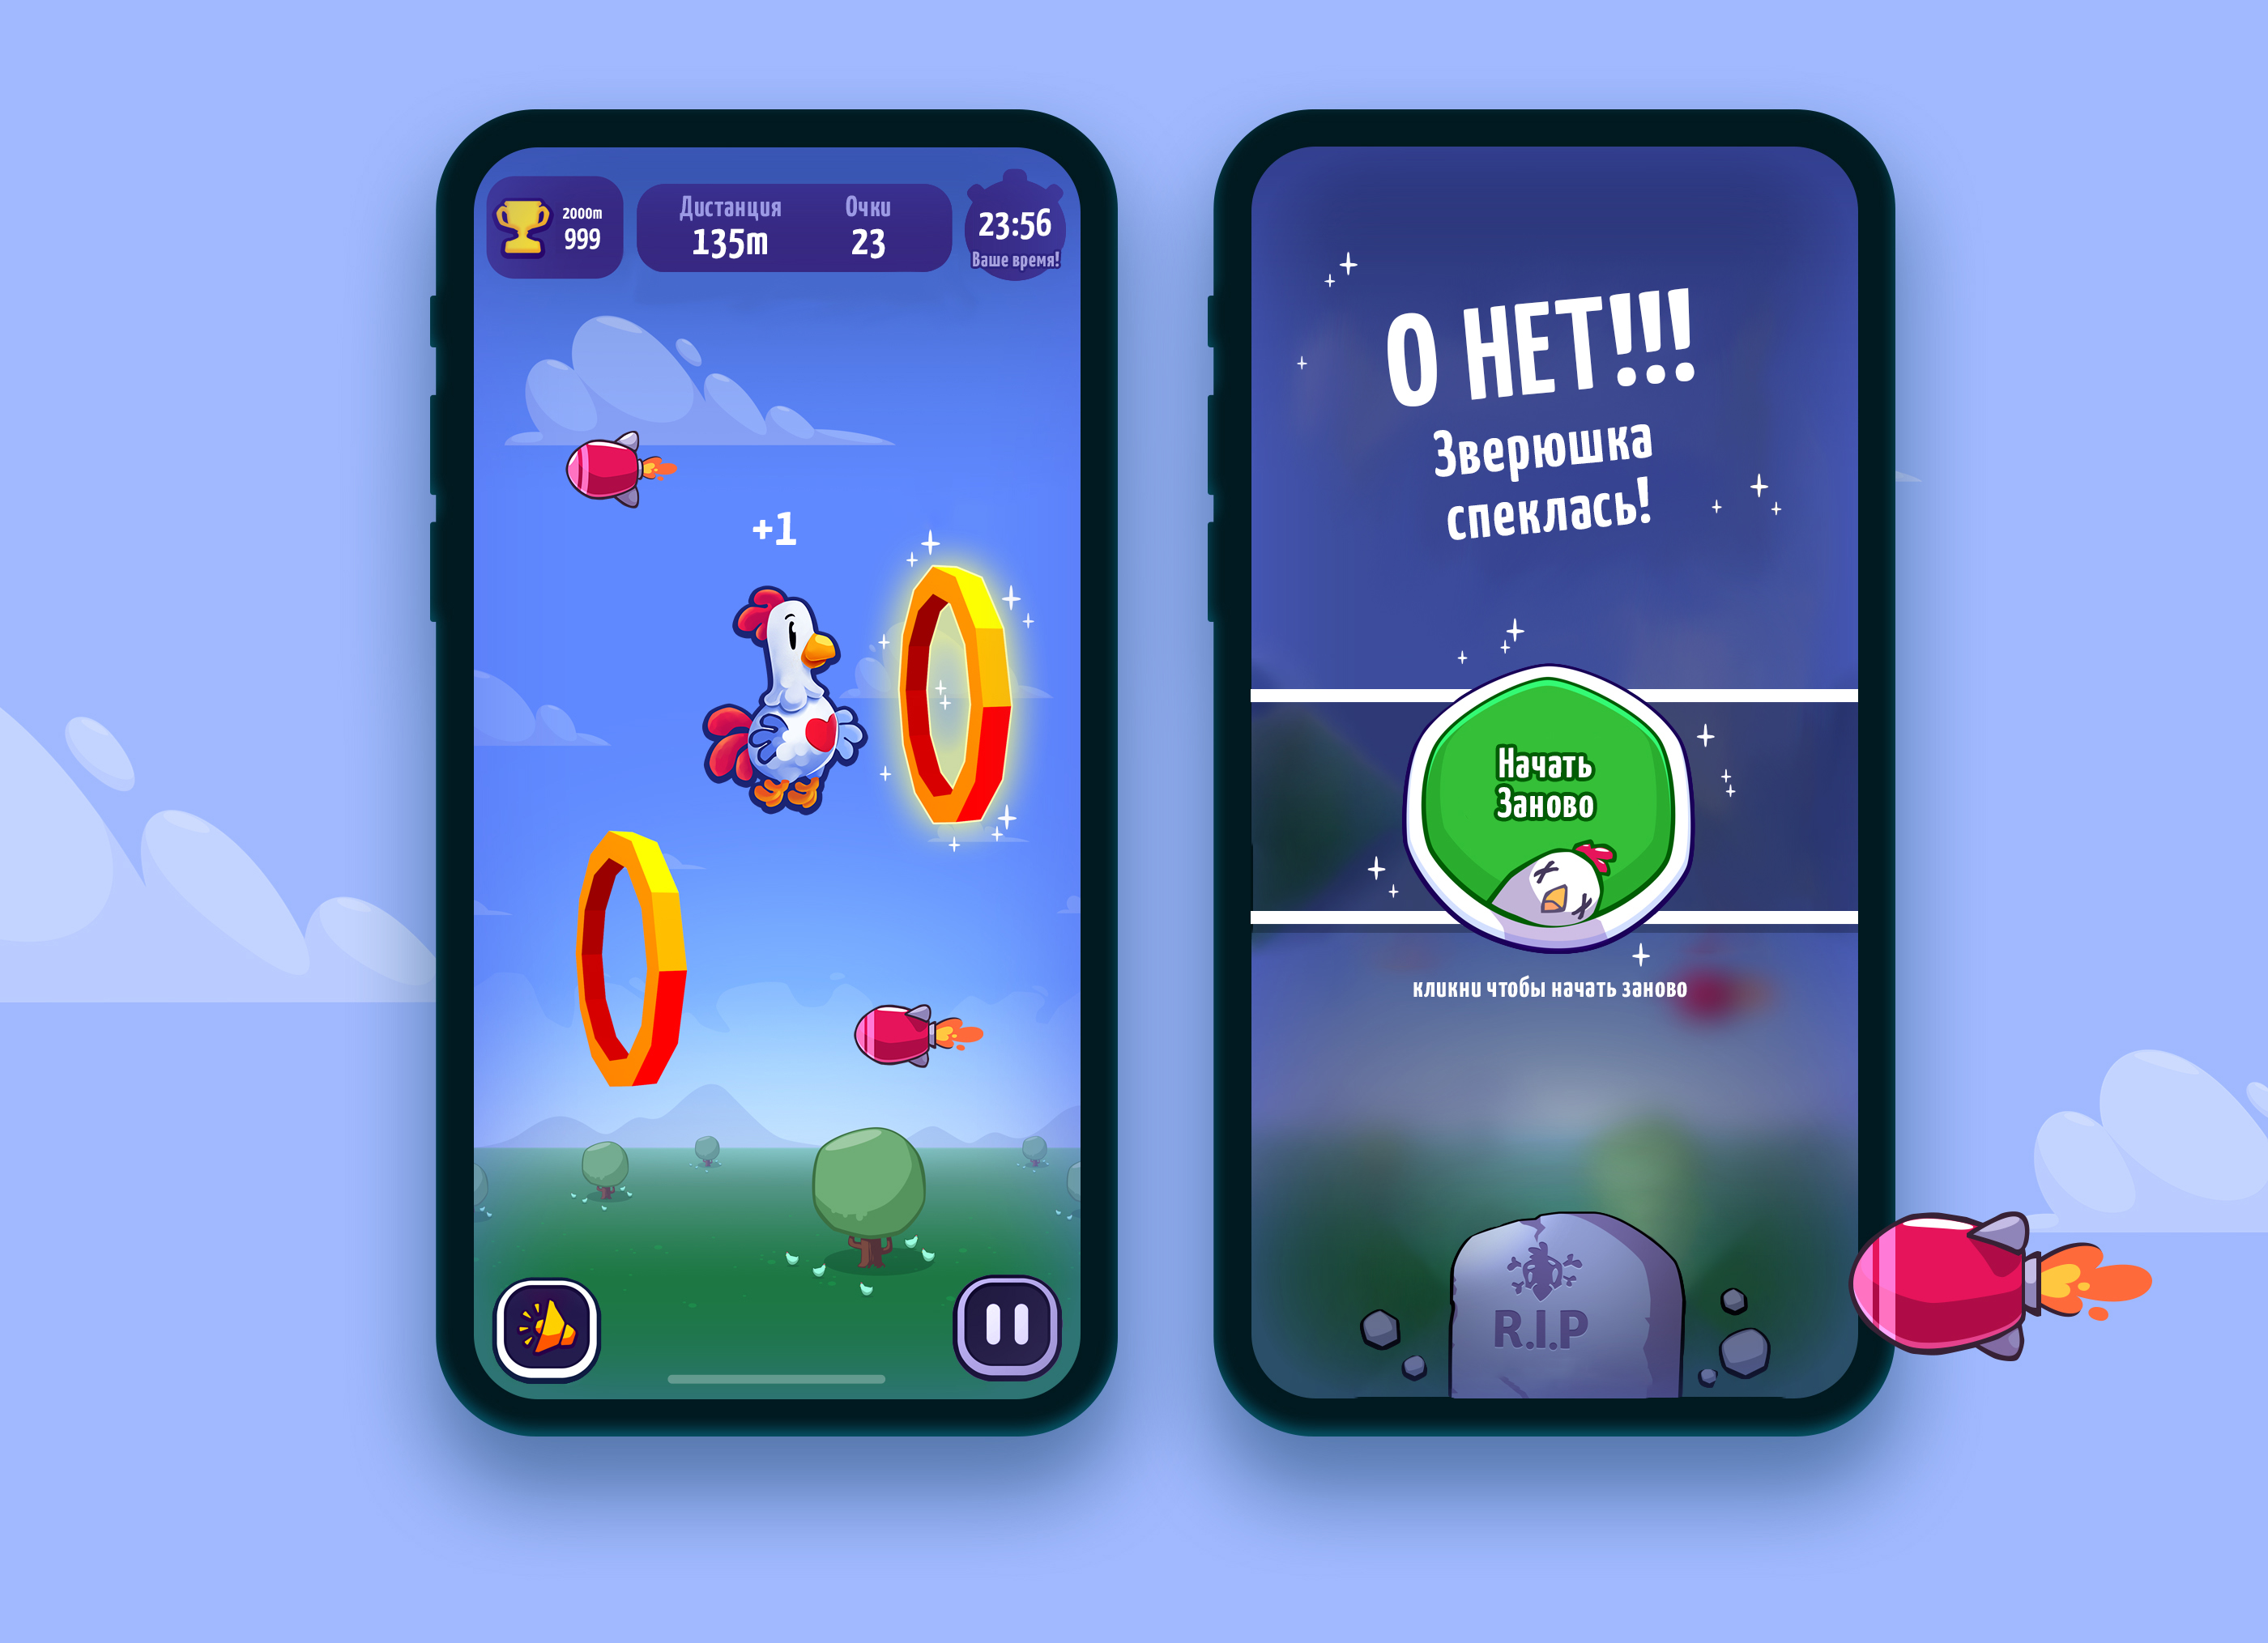 2000m
999
Дистанция
135m
Очки
23
23:56
Ваше время!
+1
О НЕТ!!!
Зверюшка
спеклась!
Начать
Заново
кликни чтобы начать заново
R.I.P